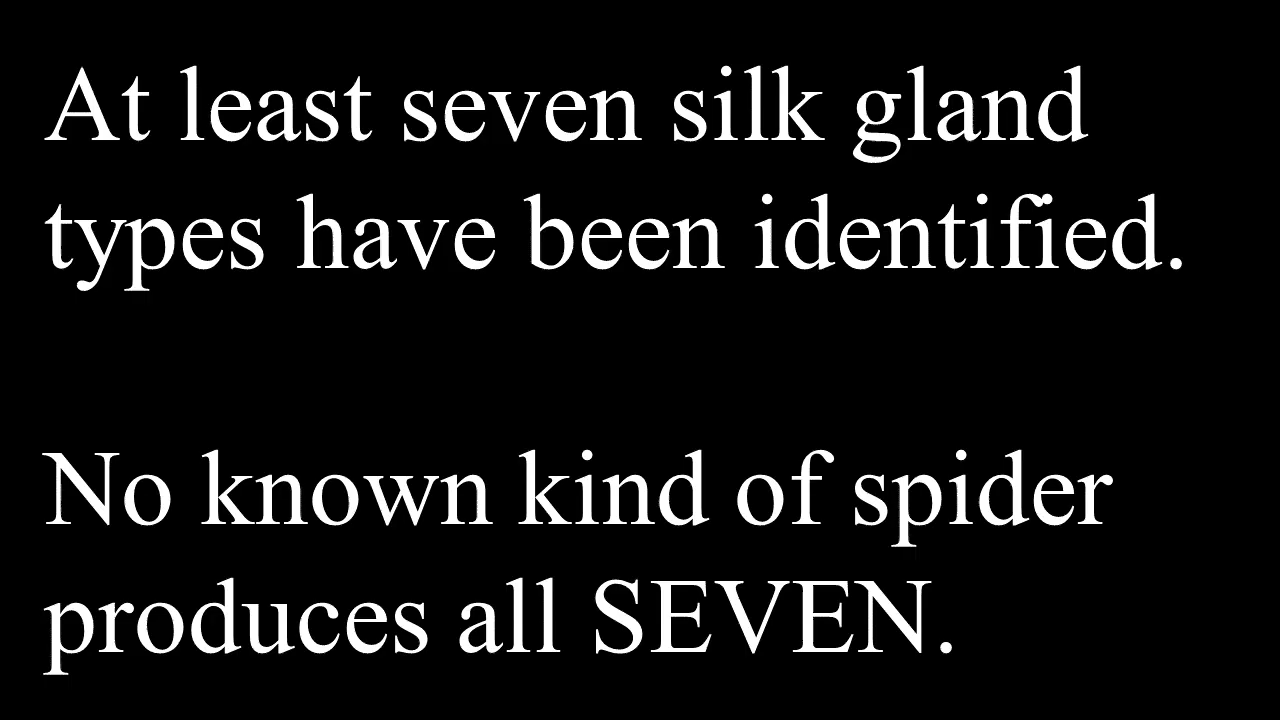 At least seven silk gland
types have been identified.
No known kind of spider
produces all SEVEN.